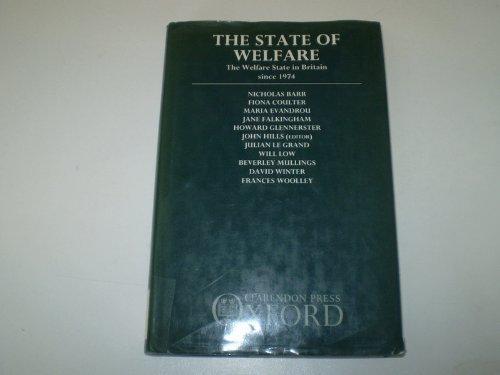 THE STATE OF
WELFARE
The Welfare State in Britain
since 1974
NICHOLAS BARR
FIONA COULTER
MARIA EVANDROU
JANE FALKINGHAM
HOWARD GLENNERSTER
JOHN HILLS (EDITOR)
JULIAN LE GRAND
WILL LOW
BEVERLEY MULLINGS
DAVID WINTER
FRANCES WOOLLEY
CLARENDON PRESS
OXFORD